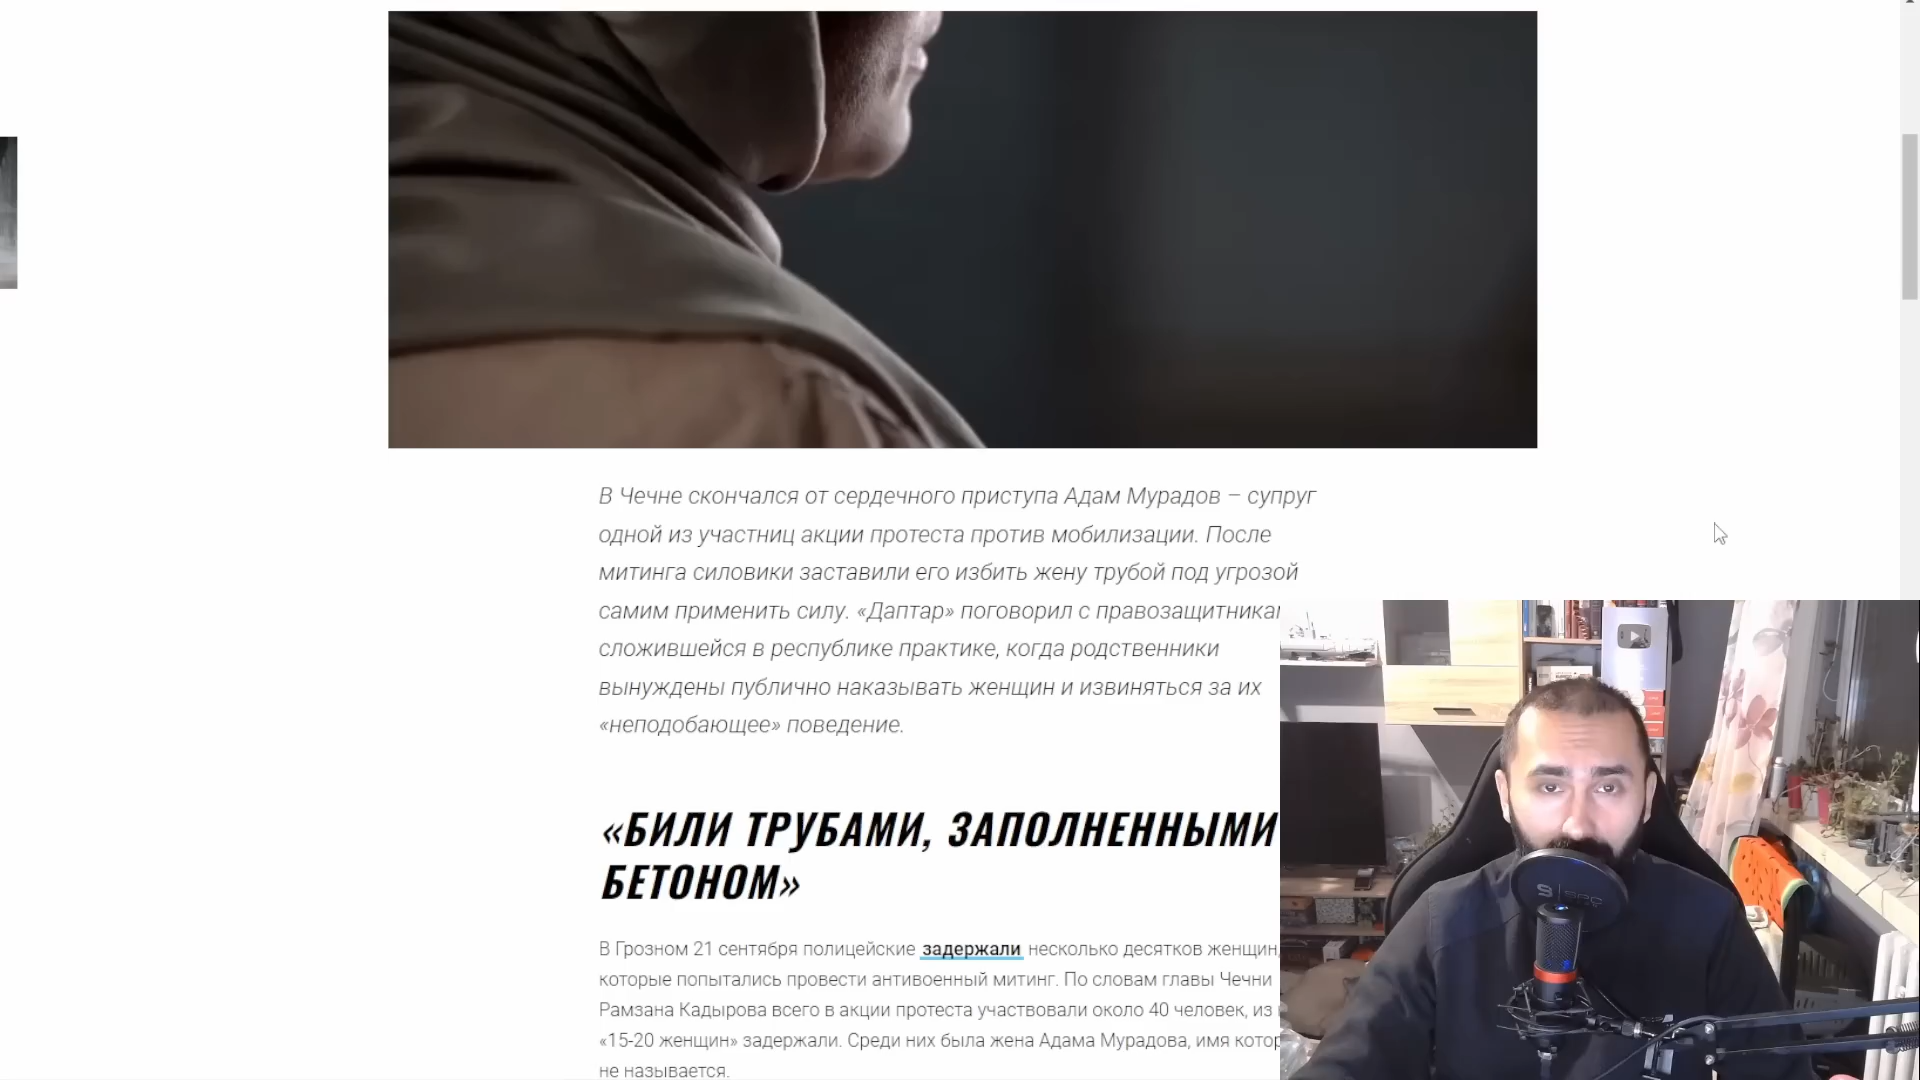 В Чечне скончался от сердечного приступа Адам Мурадов – супруг
одной из участниц акции протеста против мобилизации. После
митинга силовики заставили его избить жену трубой под угрозой
самим применить силу. «Даптар» поговорил с
сложившейся в республике практике, когда родственники
вынуждены публично наказывать женщин и извиняться за их
«неподобающее» поведение.
«БИЛИ ТРУБАМИ, ЗАПОЛНЕННЫМИ
БЕТОНОМ»
В Грозном 21 сентября полицейские задержали несколько десятков женщин,
которые попытались провести антивоенный митинг. По словам главы Чечни
Рамзана Кадырова всего в акции протеста участвовали около 40 человек, из
«15-20 женщин» задержали. Среди них была жена Адама Мурадова, имя
не называется.